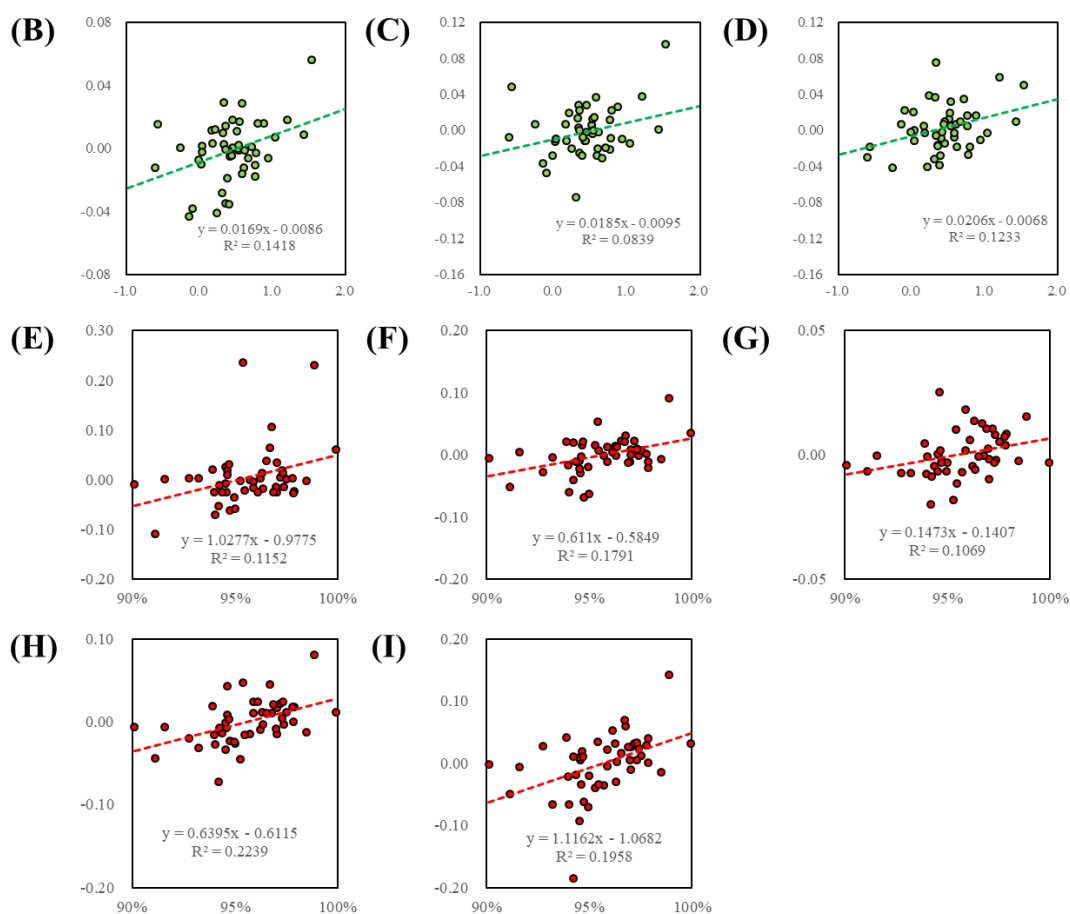 (B)
0.08
0.04
0.00
-0.04
-0.08
-1.0 0.0 1.0 2.0
y = 0.0169x - 0.0086
R² = 0.1418
(C)
0.12
0.08
0.04
0.00
-0.04
-0.08
-0.12
-0.16
-1.0 0.0 1.0 2.0
y = 0.0185x - 0.0095
R² = 0.0839
(D)
0.12
0.08
0.04
0.00
-0.04
-0.08
-0.12
-0.16
-1.0 0.0 1.0 2.0
y = 0.0206x - 0.0068
R² = 0.1233
(E)
0.30
0.20
0.10
0.00
-0.10
-0.20
90% 95% 100%
y = 1.0277x - 0.9775
R² = 0.1152
(F)
0.20
0.10
0.00
-0.10
-0.20
90% 95% 100%
y = 0.611x - 0.5849
R² = 0.1791
(G)
0.05
0.00
-0.05
90% 95% 100%
y = 0.1473x - 0.1407
R² = 0.1069
(H)
0.10
0.00
-0.10
-0.20
90% 95% 100%
y = 0.6395x - 0.6115
R² = 0.2239
(I)
0.20
0.10
0.00
-0.10
-0.20
90% 95% 100%
y = 1.1162x - 1.0682
R² = 0.1958